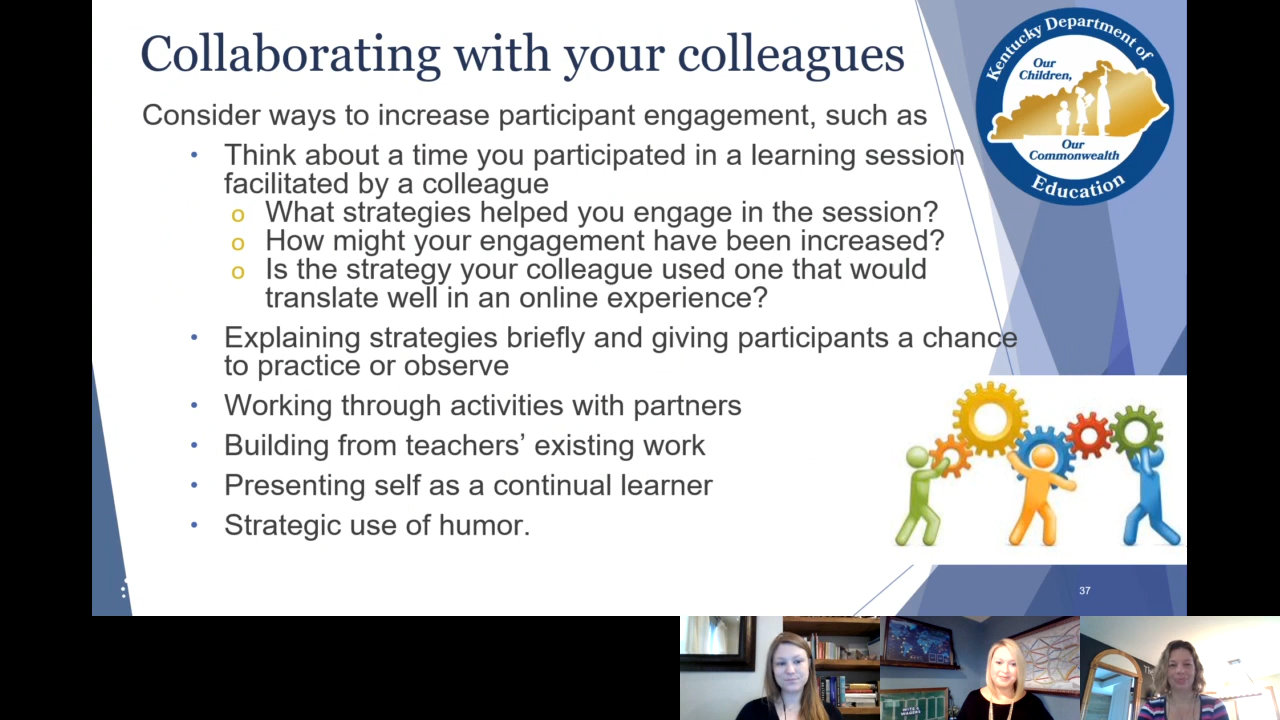 Collaborating with your colleagues
Kentucky Department of
Education
Our
Children,
Our
Commonwealth
Consider ways to increase participant engagement, such as
• Think about a time you participated in a learning session
facilitated by a colleague
o What strategies helped you engage in the session?
o How might your engagement have been increased?
o Is the strategy your colleague used one that would
translate well in an online experience?
• Explaining strategies briefly and giving participants a chance
to practice or observe
• Working through activities with partners
• Building from teachers’ existing work
• Presenting self as a continual learner
• Strategic use of humor.
37